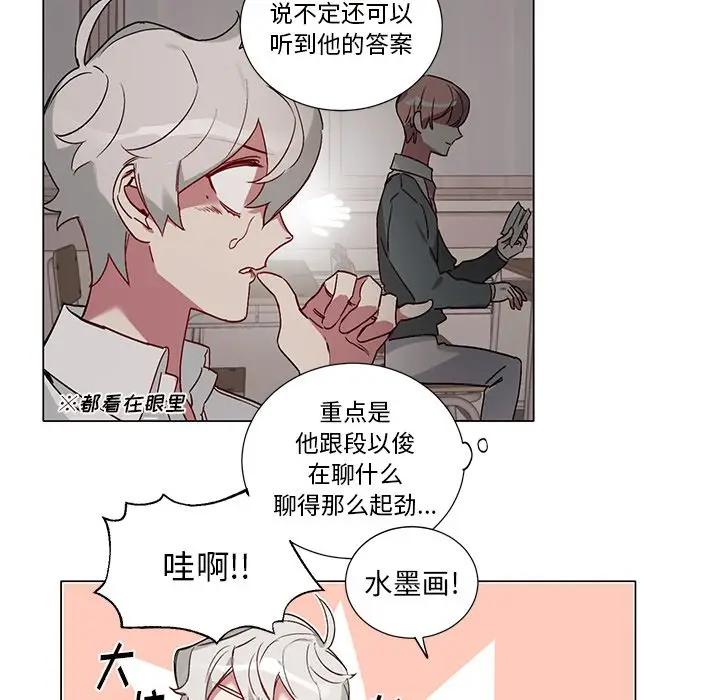 说不定还可以
听到他的答案
※都看在眼里
重点是
他跟段以俊
在聊什么
聊得那么起劲...
哇啊!!
水墨画!
大